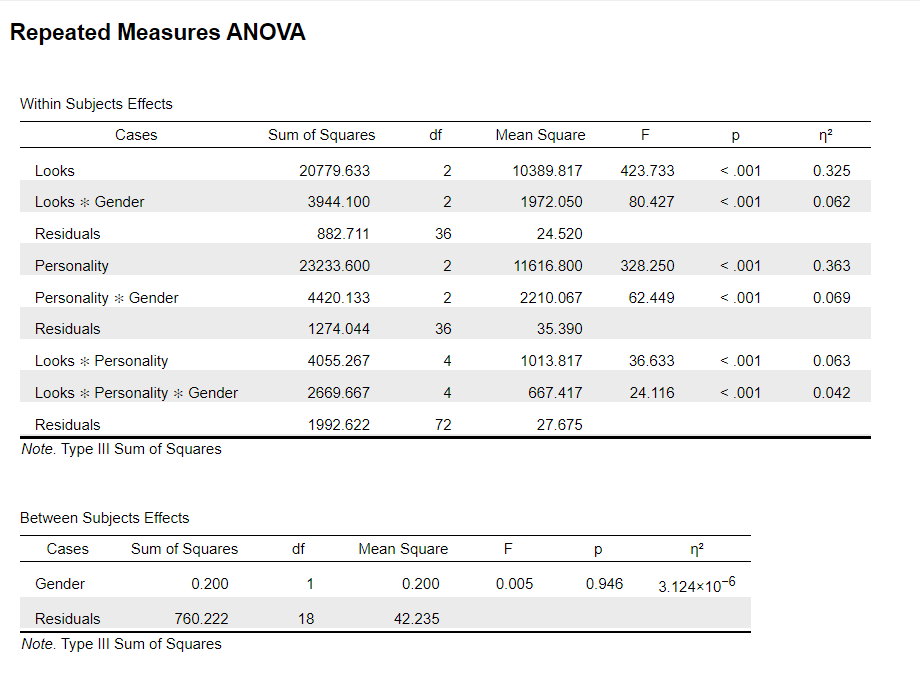 Repeated Measures ANOVA
Within Subjects Effects
Cases Sum of Squares df Mean Square F p η²
Looks 20779.633 2 10389.817 423.733 < .001 0.325
Looks ✻ Gender 3944.100 2 1972.050 80.427 < .001 0.062
Residuals 882.711 36 24.520
Personality 23233.600 2 11616.800 328.250 < .001 0.363
Personality ✻ Gender 4420.133 2 2210.067 62.449 < .001 0.069
Residuals 1274.044 36 35.390
Looks ✻ Personality 4055.267 4 1013.817 36.633 < .001 0.063
Looks ✻ Personality ✻ Gender 2669.667 4 667.417 24.116 < .001 0.042
Residuals 1992.622 72 27.675
Note. Type III Sum of Squares
Between Subjects Effects
Cases Sum of Squares df Mean Square F p η²
Gender 0.200 1 0.200 0.005 0.946 3.124×10⁻⁶
Residuals 760.222 18 42.235
Note. Type III Sum of Squares